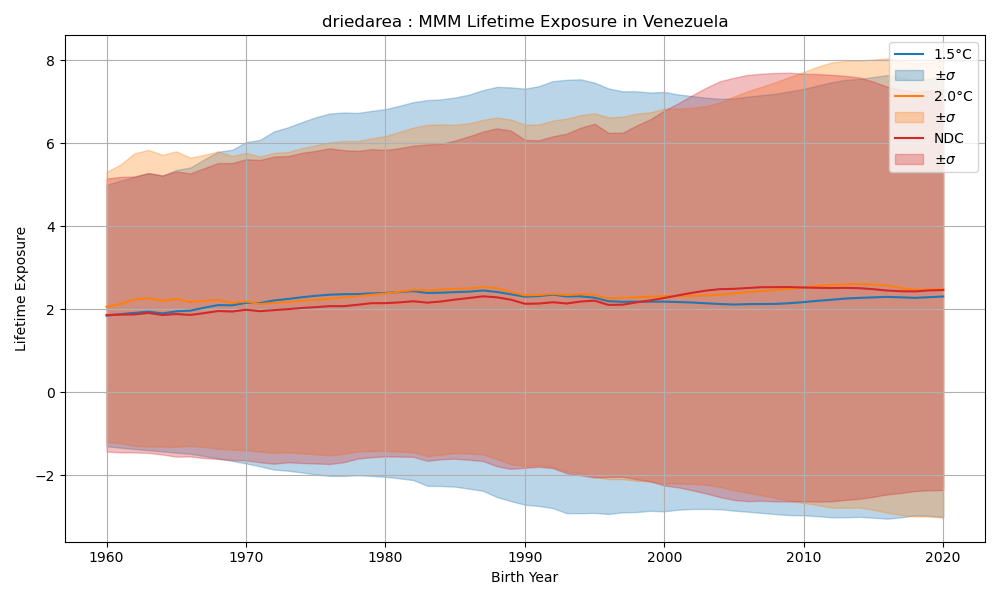 driedarea : MMM Lifetime Exposure in Venezuela
8
6
4
2
0
−2
Lifetime Exposure
1.5°C
±σ
2.0°C
±σ
NDC
±σ
1960
1970
1980
1990
2000
2010
2020
Birth Year